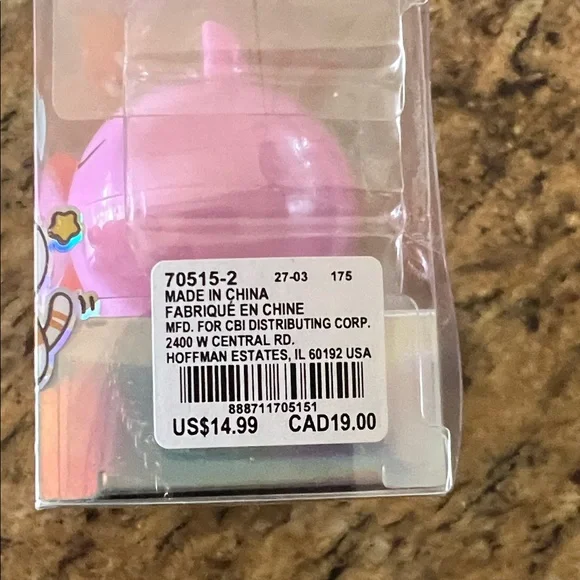 70515-2 27-03 175
MADE IN CHINA
FABRIQUÉ EN CHINE
MFD. FOR CBI DISTRIBUTING CORP.
2400 W CENTRAL RD.
HOFFMAN ESTATES, IL 60192 USA
888711705151
US$14.99 CAD19.00